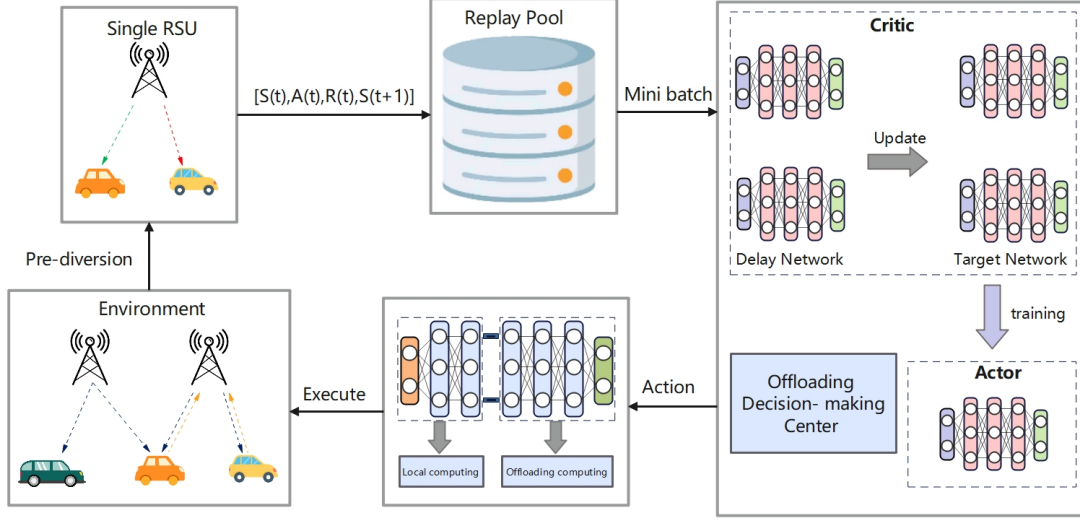 Single RSU
[S(t),A(t),R(t),S(t+1)]
Replay Pool
Mini batch
Critic
Update
Delay Network
Target Network
training
Actor
Offloading
Decision- making
Center
Action
Local computing
Offloading computing
Execute
Environment
Pre-diversion